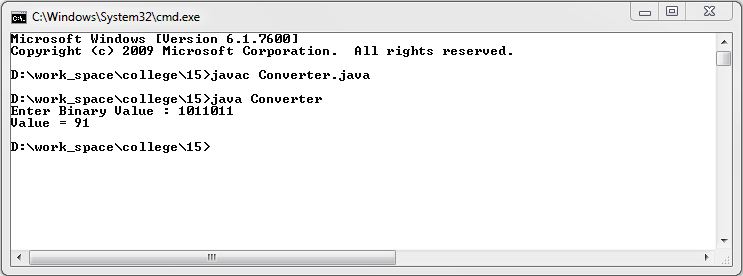 C:\Windows\System32\cmd.exe
Microsoft Windows [Version 6.1.7600]
Copyright (c) 2009 Microsoft Corporation.  All rights reserved.
D:\work_space\college\15>javac Converter.java
D:\work_space\college\15>java Converter
Enter Binary Value : 1011011
Value = 91
D:\work_space\college\15>